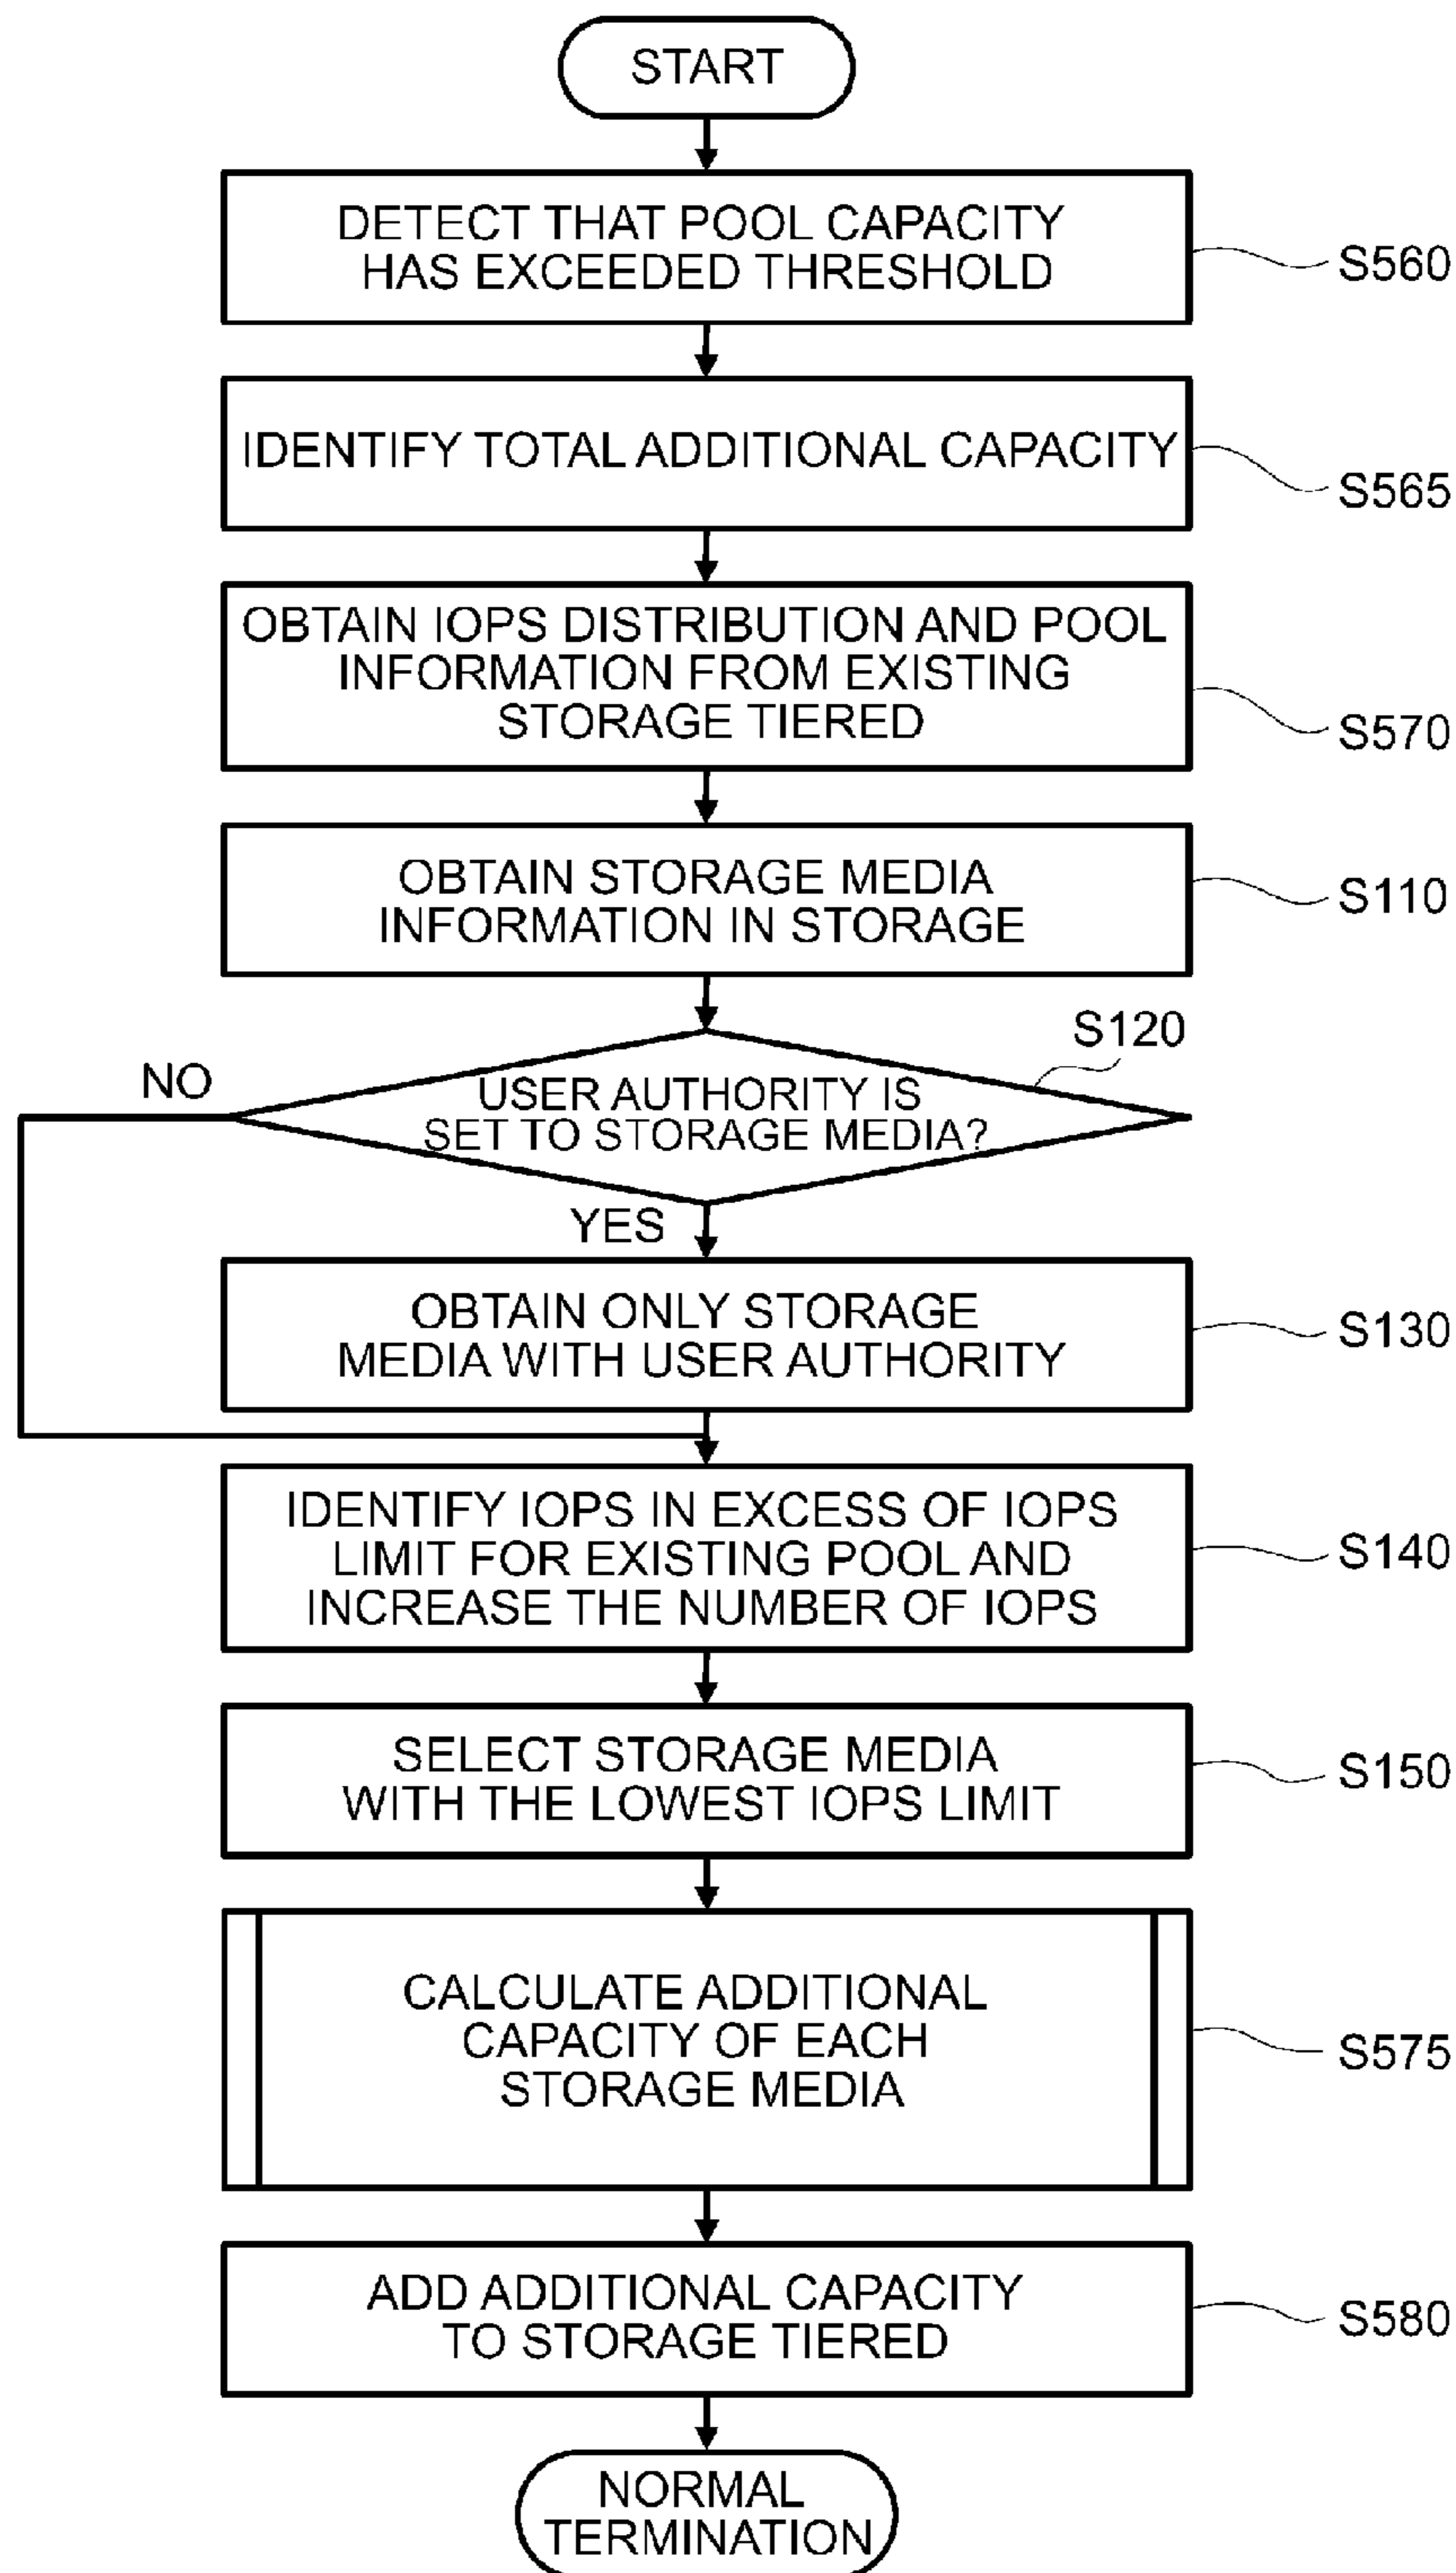 START
DETECT THAT POOL CAPACITY
HAS EXCEEDED THRESHOLD
S560
IDENTIFY TOTAL ADDITIONAL CAPACITY
S565
OBTAIN IOPS DISTRIBUTION AND POOL
INFORMATION FROM EXISTING
STORAGE TIERED
S570
OBTAIN STORAGE MEDIA
INFORMATION IN STORAGE
S110
S120
NO
USER AUTHORITY IS
SET TO STORAGE MEDIA?
YES
OBTAIN ONLY STORAGE
MEDIA WITH USER AUTHORITY
S130
IDENTIFY IOPS IN EXCESS OF IOPS
LIMIT FOR EXISTING POOL AND
INCREASE THE NUMBER OF IOPS
S140
SELECT STORAGE MEDIA
WITH THE LOWEST IOPS LIMIT
S150
CALCULATE ADDITIONAL
CAPACITY OF EACH
STORAGE MEDIA
S575
ADD ADDITIONAL CAPACITY
TO STORAGE TIERED
S580
NORMAL
TERMINATION